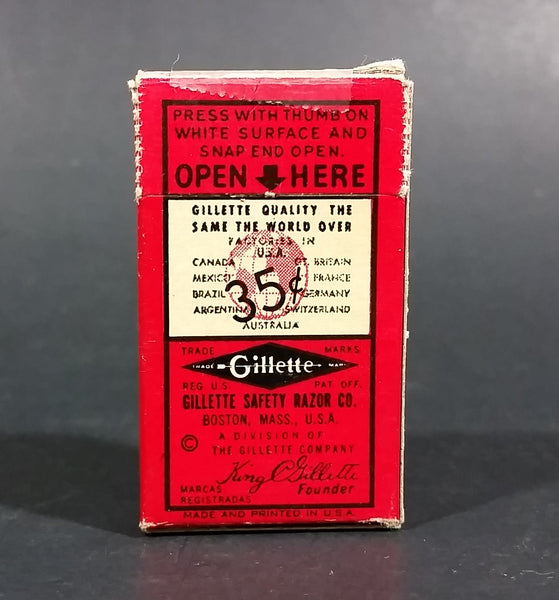 PRESS WITH THUMB ON
WHITE SURFACE AND
SNAP END OPEN.
OPEN HERE
GILLETTE QUALITY THE
SAME THE WORLD OVER
FACTORIES IN
U.S.A.
CANADA GT. BRITAIN
MEXICO FRANCE
BRAZIL GERMANY
ARGENTINA SWITZERLAND
AUSTRALIA
35¢
TRADE MARKS
TRADE Gillette MARK
REG U.S. PAT. OFF.
GILLETTE SAFETY RAZOR CO.
BOSTON, MASS., U.S.A.
A DIVISION OF
© THE GILLETTE COMPANY
King C Gillette
MARCAS Founder
REGISTRADAS
MADE AND PRINTED IN U.S.A.